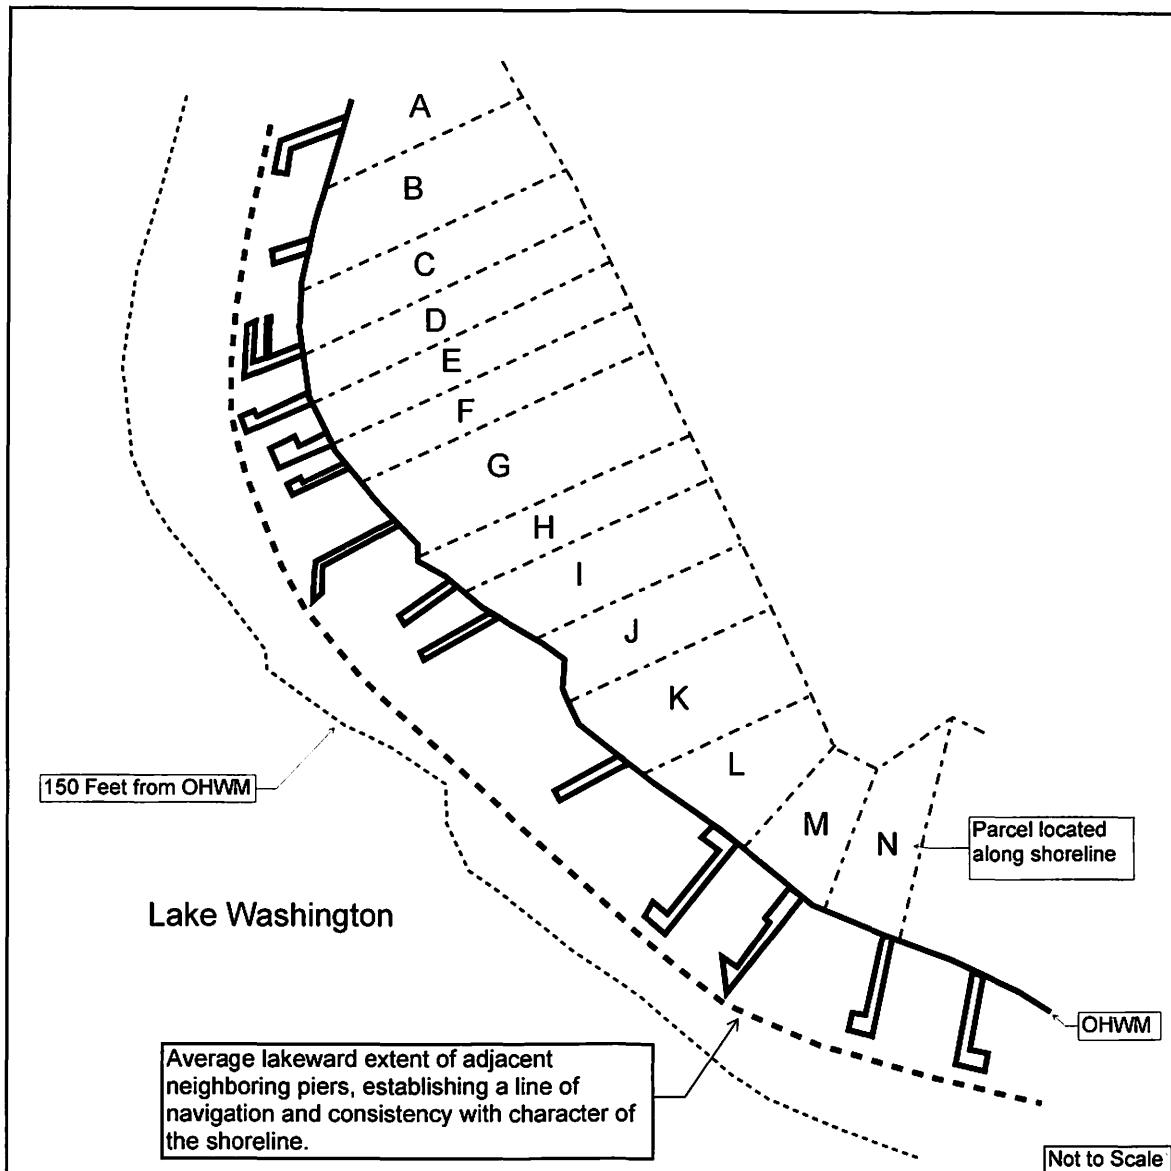 A
B
C
D
E
F
G
H
I
J
K
L
M
N
150 Feet from OHWM
Parcel located
along shoreline
Lake Washington
OHWM
Average lakeward extent of adjacent
neighboring piers, establishing a line of
navigation and consistency with character of
the shoreline.
Not to Scale